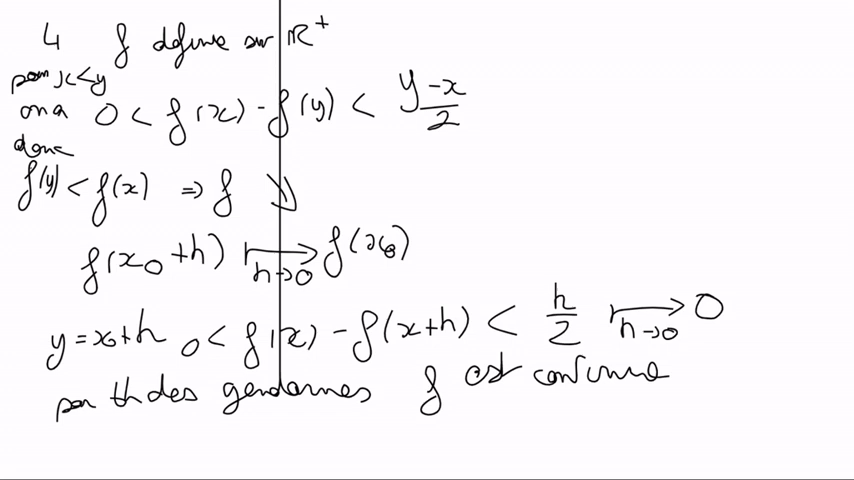 4 f définie sur ℝ⁺
pour x<y
on a 0 < f(x) - f(y) < (y-x)/2
donc
f(y) < f(x) ⇒ f ↘
f(x₀+h) ⟼ f(x₀) h→0
y = x₀+h 0 < f(x) - f(x+h) < h/2 ⟼ 0 h→0
par th des gendarmes f est continue